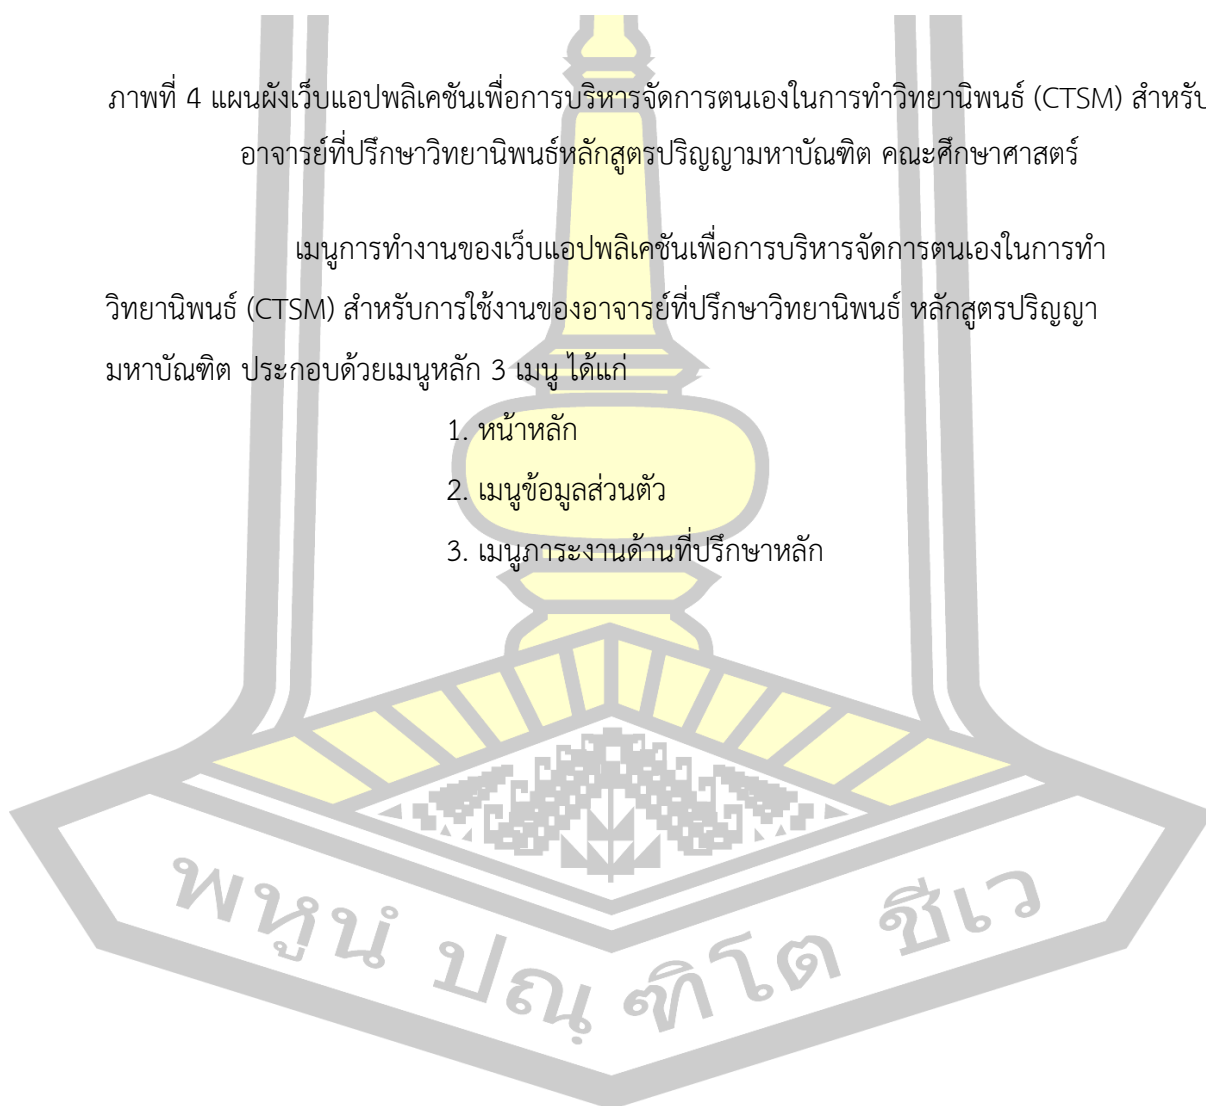 ภาพที่ 4 แผนผังเว็บแอปพลิเคชันเพื่อการบริหารจัดการตนเองในการทำวิทยานิพนธ์ (CTSM) สำหรับ
อาจารย์ที่ปรึกษาวิทยานิพนธ์หลักสูตรปริญญามหาบัณฑิต คณะศึกษาศาสตร์
เมนูการทำงานของเว็บแอปพลิเคชันเพื่อการบริหารจัดการตนเองในการทำ
วิทยานิพนธ์ (CTSM) สำหรับการใช้งานของอาจารย์ที่ปรึกษาวิทยานิพนธ์ หลักสูตรปริญญา
มหาบัณฑิต ประกอบด้วยเมนูหลัก 3 เมนู ได้แก่
1. หน้าหลัก
2. เมนูข้อมูลส่วนตัว
3. เมนูภาระงานด้านที่ปรึกษาหลัก
พหูนํ ปณฺ ฑิโต ชีเว